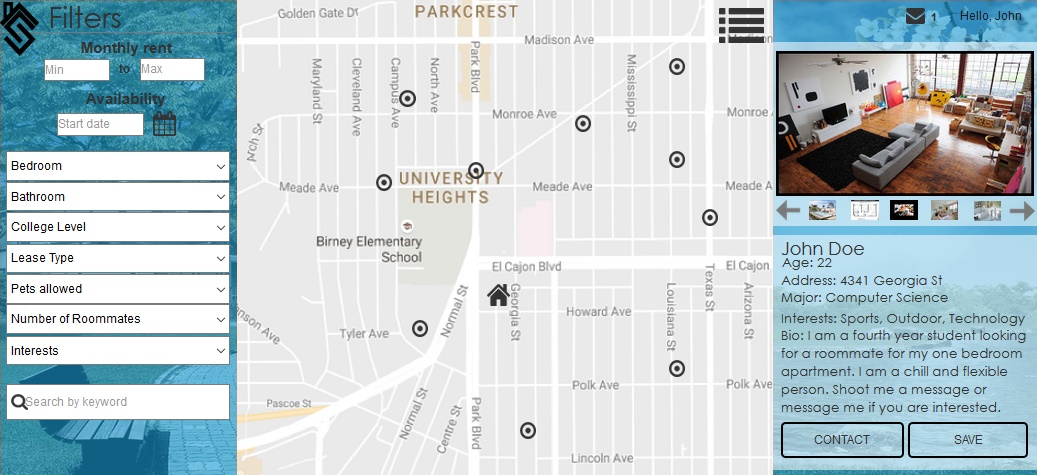 Filters
Monthly rent
Min to Max
Availability
Start date
Bedroom
Bathroom
College Level
Lease Type
Pets allowed
Number of Roommates
Interests
Search by keyword
Golden Gate Dr
PARKCREST
Madison Ave
Madison
Maryland St
Cleveland Ave
Campus Ave
North Ave
Park Blvd
Mississippi St
Monroe Ave
Monroe
Arch St
Meade Ave
UNIVERSITY
HEIGHTS
Meade Ave
Meade A
Birney Elementary
School
El Cajon Blvd
El Cajon
Normal St
Georgia St
Louisiana St
Texas St
Arizona St
Howard Ave
Howard
nson Ave
Tyler Ave
Polk Ave
Polk Ave
Pascoe St
Normal St
Centre St
Park Blvd
Lincoln Ave
1 Hello, John
John Doe
Age: 22
Address: 4341 Georgia St
Major: Computer Science
Interests: Sports, Outdoor, Technology
Bio: I am a fourth year student looking
for a roommate for my one bedroom
apartment. I am a chill and flexible
person. Shoot me a message or
message me if you are interested.
CONTACT SAVE